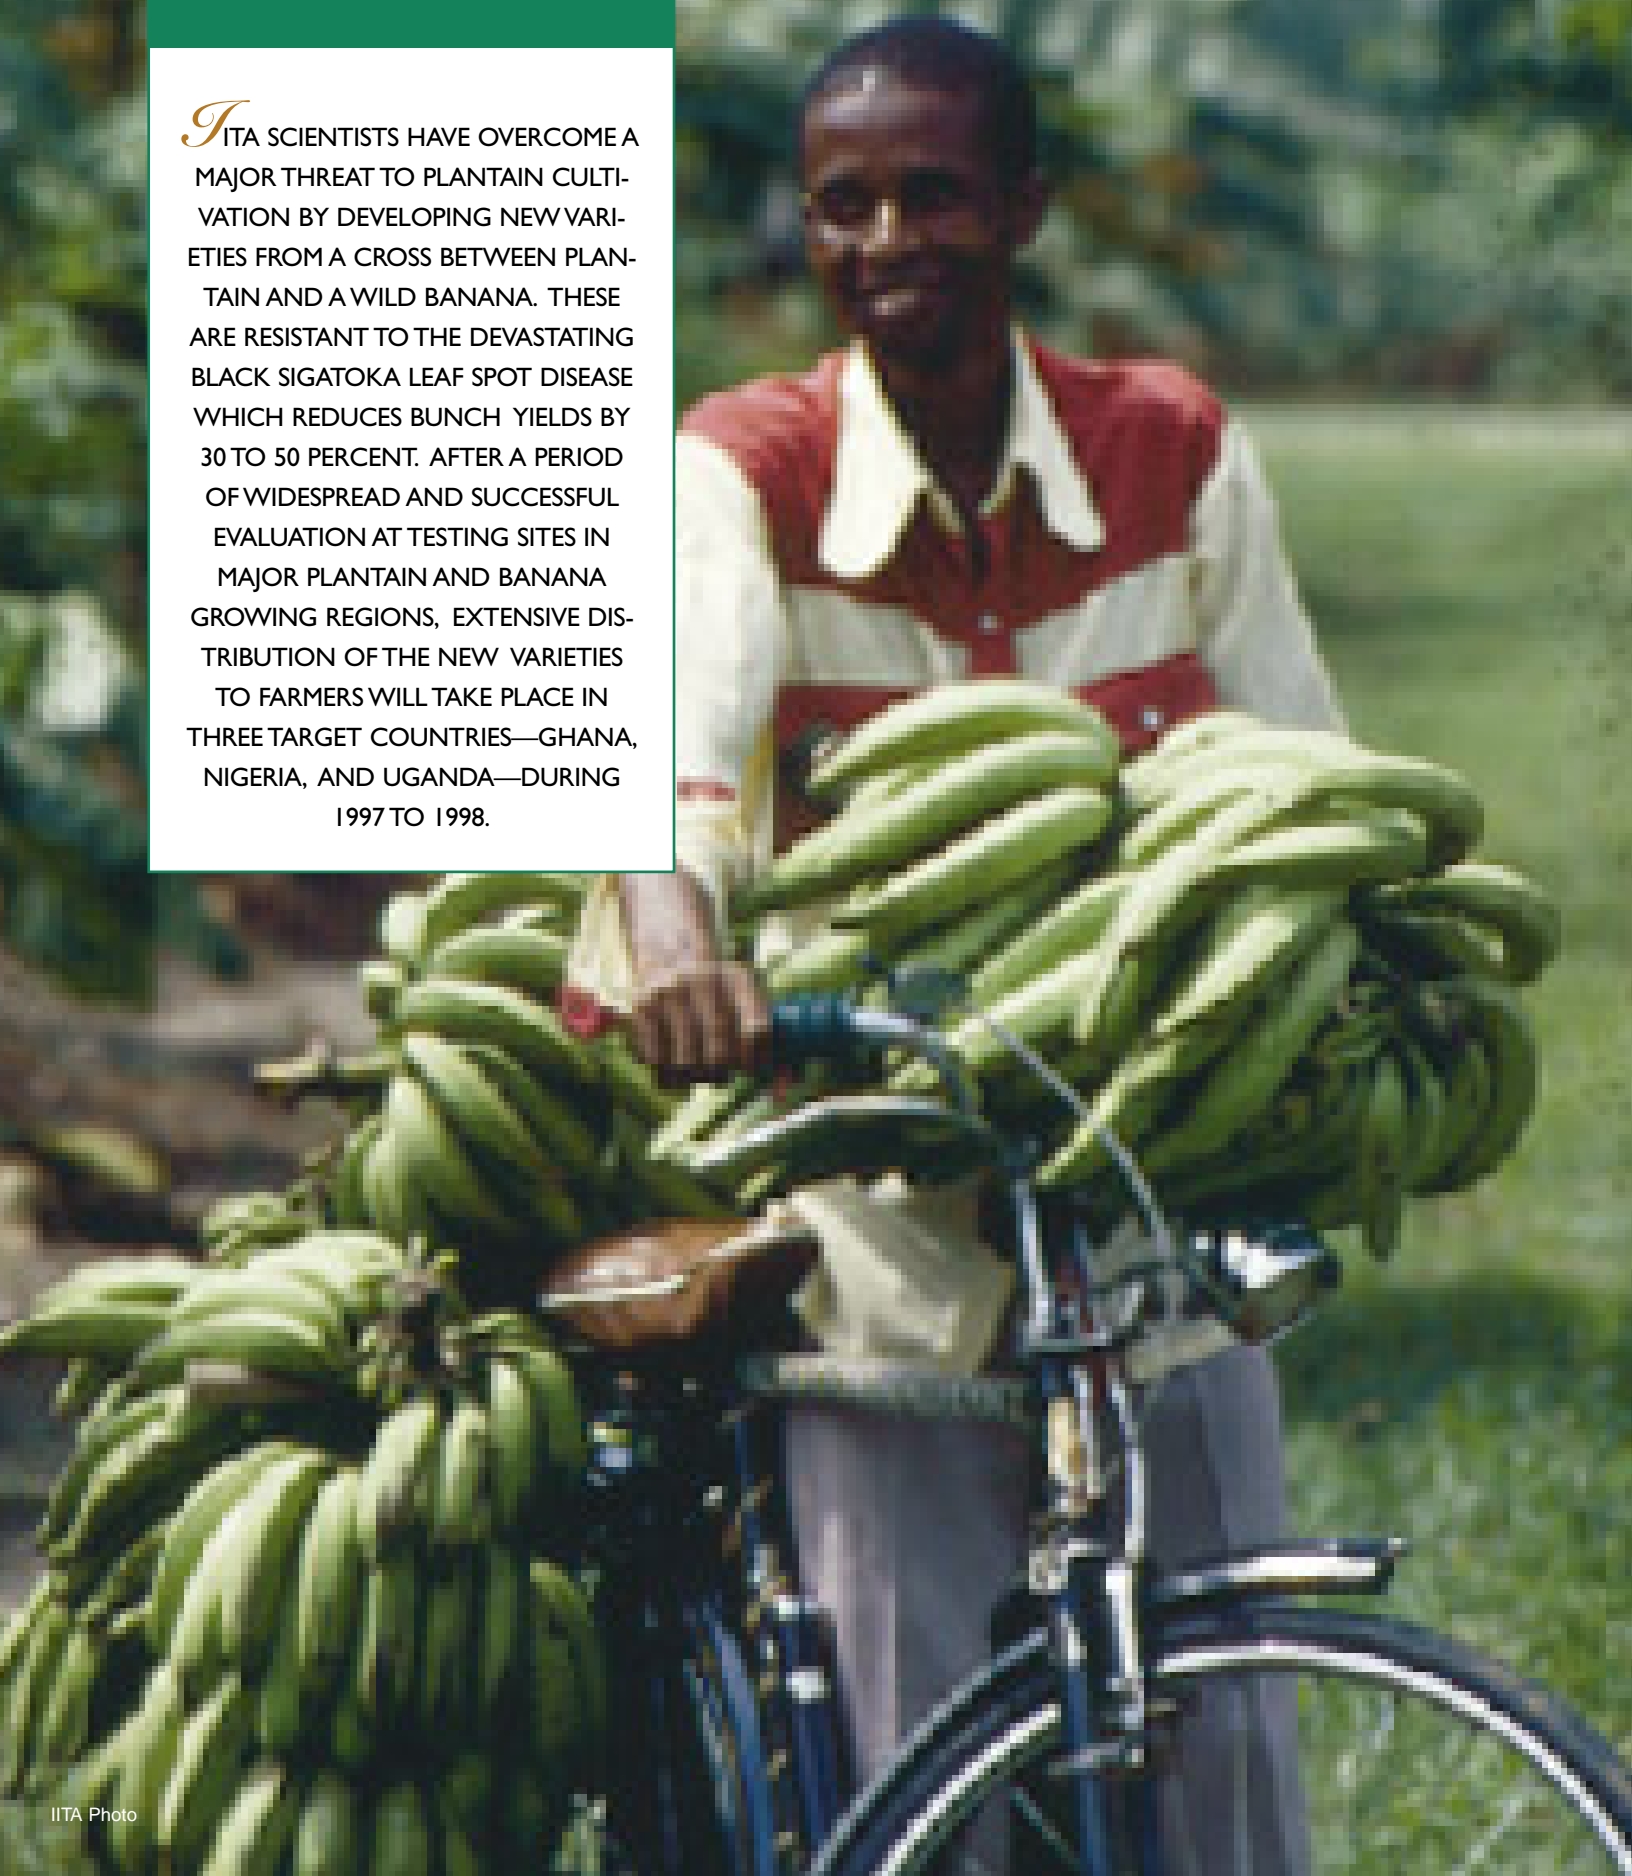 IITA SCIENTISTS HAVE OVERCOME A
MAJOR THREAT TO PLANTAIN CULTI-
VATION BY DEVELOPING NEW VARI-
ETIES FROM A CROSS BETWEEN PLAN-
TAIN AND A WILD BANANA. THESE
ARE RESISTANT TO THE DEVASTATING
BLACK SIGATOKA LEAF SPOT DISEASE
WHICH REDUCES BUNCH YIELDS BY
30 TO 50 PERCENT. AFTER A PERIOD
OF WIDESPREAD AND SUCCESSFUL
EVALUATION AT TESTING SITES IN
MAJOR PLANTAIN AND BANANA
GROWING REGIONS, EXTENSIVE DIS-
TRIBUTION OF THE NEW VARIETIES
TO FARMERS WILL TAKE PLACE IN
THREE TARGET COUNTRIES—GHANA,
NIGERIA, AND UGANDA—DURING
1997 TO 1998.
IITA Photo